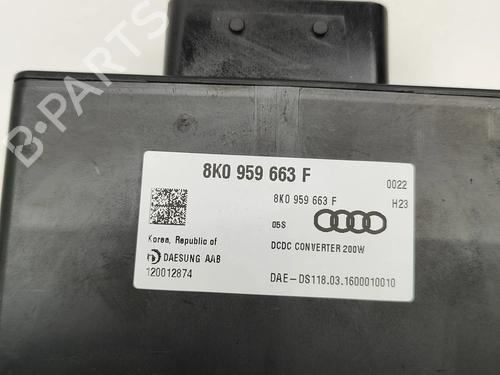 B-PARTS
8K0 959 663 F
0022
8K0 959 663 F
H23
05S
Korea, Republic of
DCDC CONVERTER 200W
DAESUNG AAB
120012874
DAE-DS118.03.1600010010